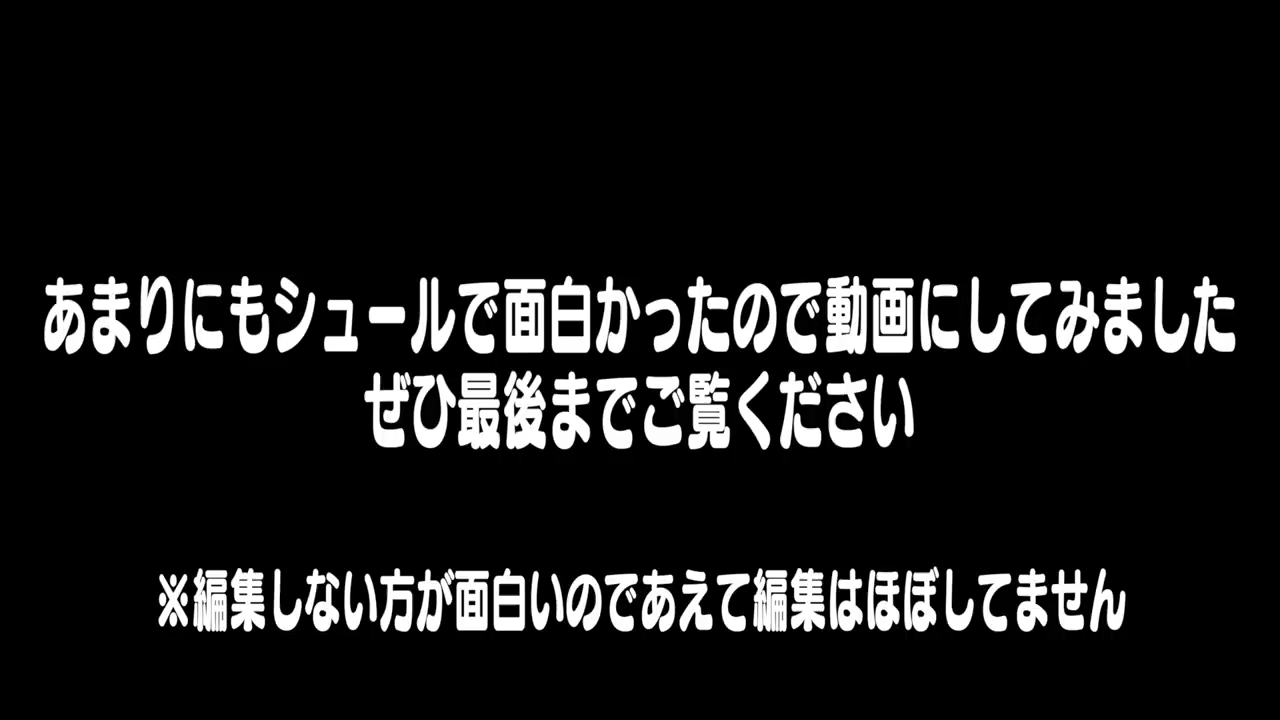 あまりにもシュールで面白かったので動画にしてみました
ぜひ最後までご覧ください
※編集しない方が面白いのであえて編集はほぼしてません